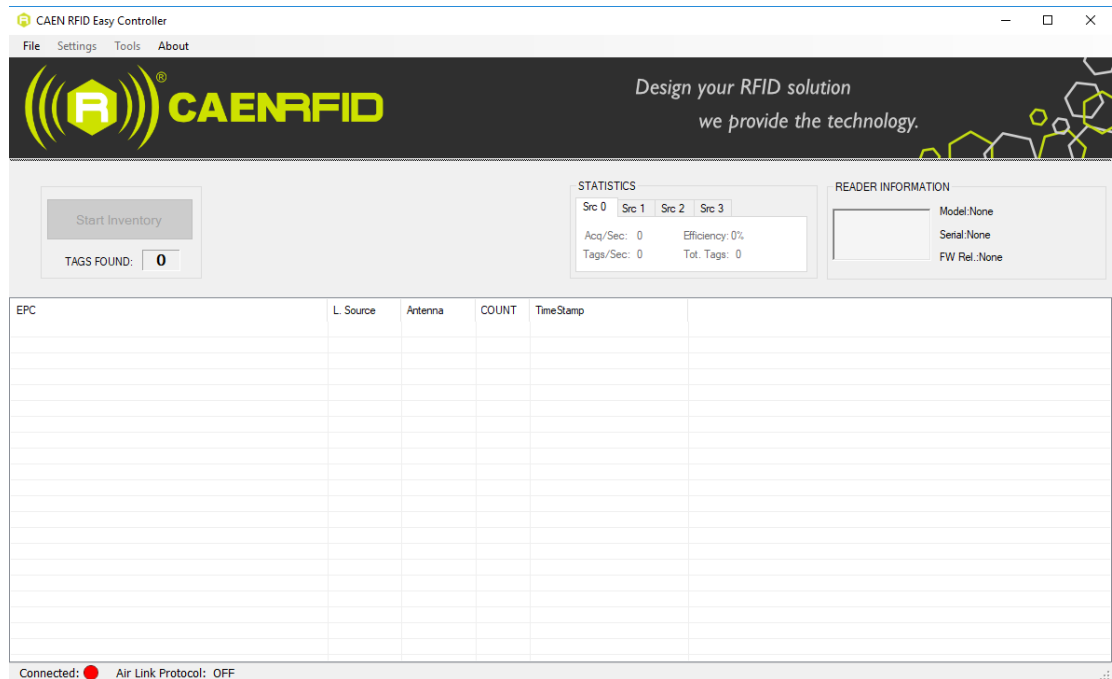 CAEN RFID Easy Controller
File Settings Tools About
R ® CAENRFID
Design your RFID solution
we provide the technology.
Start Inventory
TAGS FOUND: 0
STATISTICS
Src 0 Src 1 Src 2 Src 3
Acq/Sec: 0 Efficiency: 0%
Tags/Sec: 0 Tot. Tags: 0
READER INFORMATION
Model:None
Serial:None
FW Rel.:None
EPC L. Source Antenna COUNT TimeStamp
Connected: Air Link Protocol: OFF